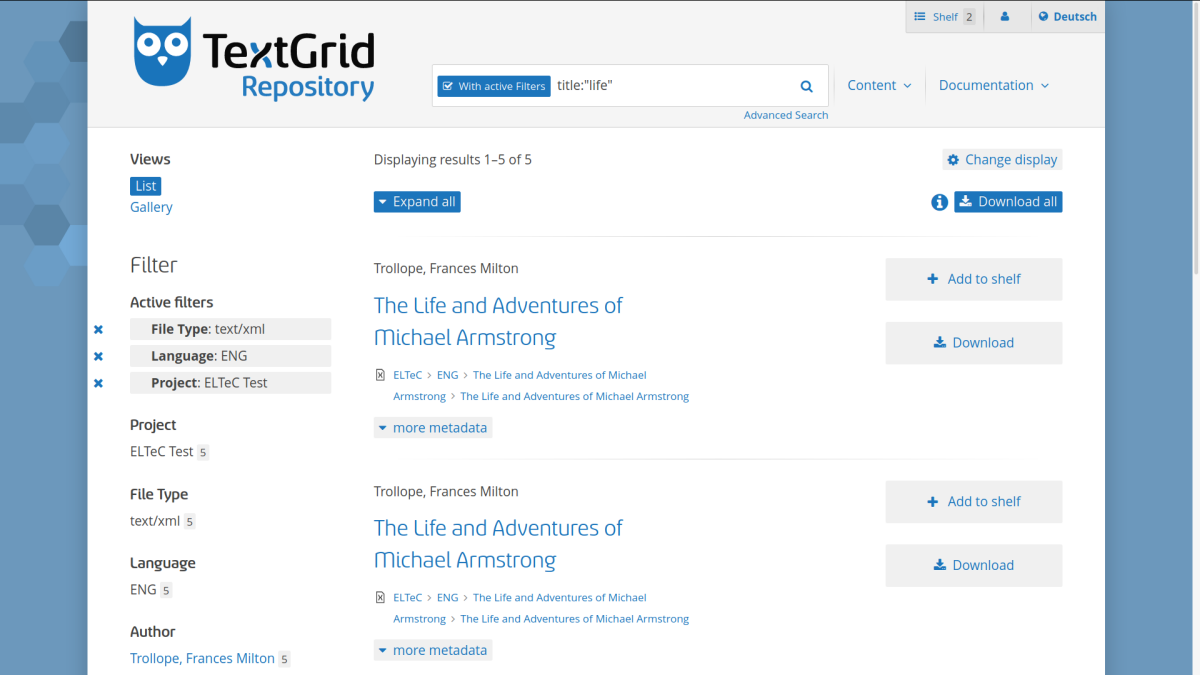 Shelf 2
Deutsch
TextGrid
Repository
With active Filters title:"life"
Content
Documentation
Advanced Search
Views
List
Gallery
Filter
Active filters
File Type: text/xml
Language: ENG
Project: ELTeC Test
Project
ELTeC Test 5
File Type
text/xml 5
Language
ENG 5
Author
Trollope, Frances Milton 5
Displaying results 1–5 of 5
Change display
Expand all
Download all
Trollope, Frances Milton
The Life and Adventures of
Michael Armstrong
ELTeC > ENG > The Life and Adventures of Michael
Armstrong > The Life and Adventures of Michael Armstrong
more metadata
Add to shelf
Download
Trollope, Frances Milton
The Life and Adventures of
Michael Armstrong
ELTeC > ENG > The Life and Adventures of Michael
Armstrong > The Life and Adventures of Michael Armstrong
more metadata
Add to shelf
Download